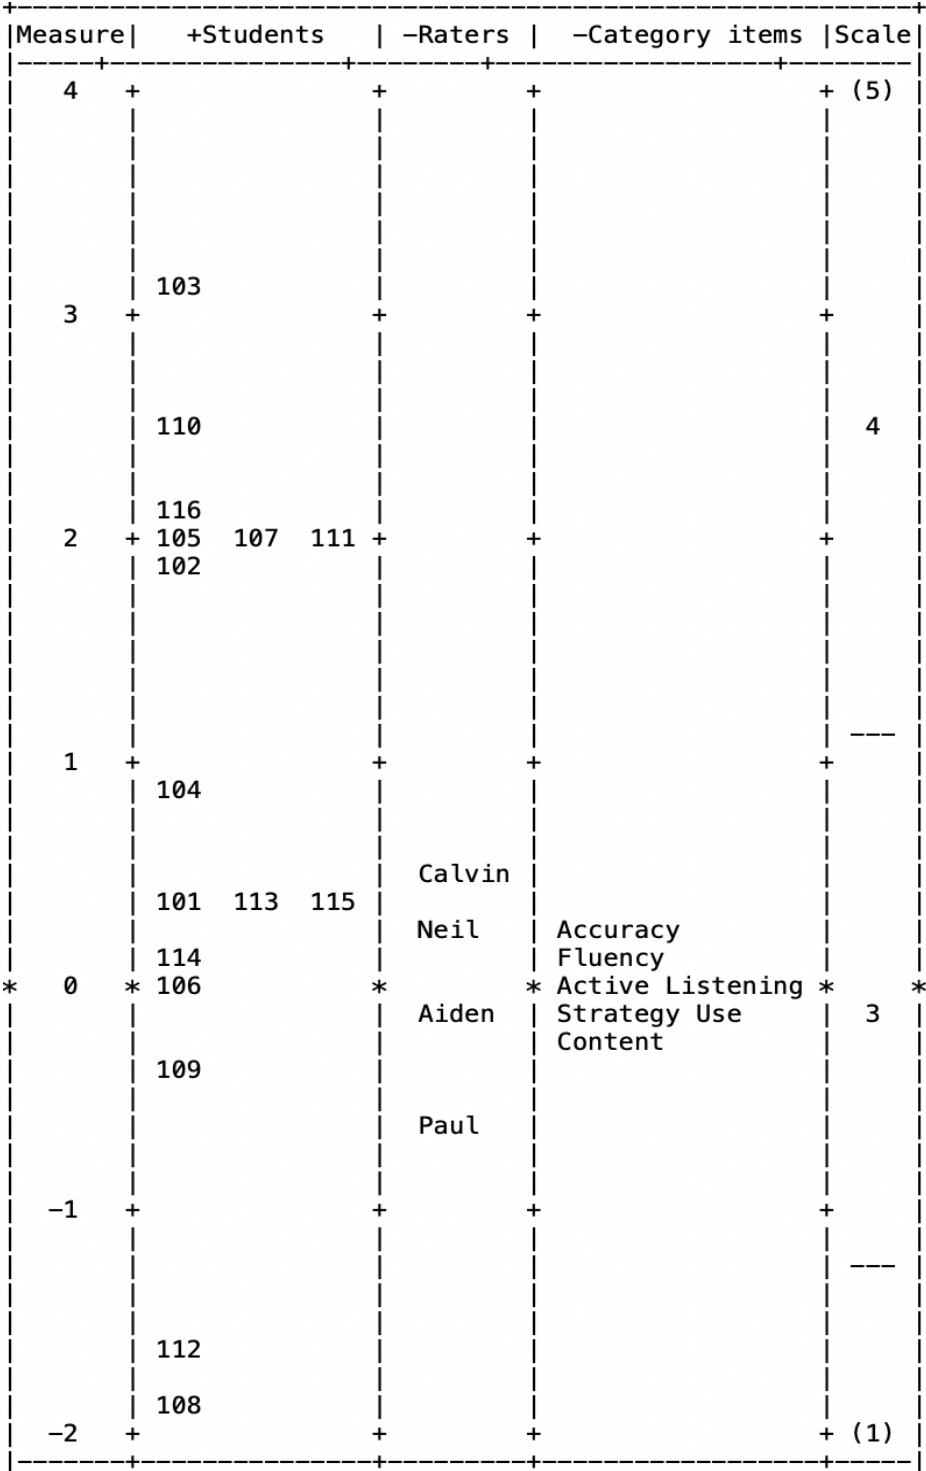 +-----------------------------------------------------------+
|Measure|   +Students   | −Raters |  −Category items |Scale|
|-----+---------------+--------+------------------+--------|
| 4 + + + + (5) |
103
3 + + + +
110 4
116
2 + 105 107 111 + + +
102
---
1 + + + +
104
Calvin
101 113 115
Neil Accuracy
114 Fluency
* 0 * 106 * * Active Listening * *
Aiden Strategy Use 3
Content
109
Paul
−1 + + + +
---
112
108
−2 + + + + (1)